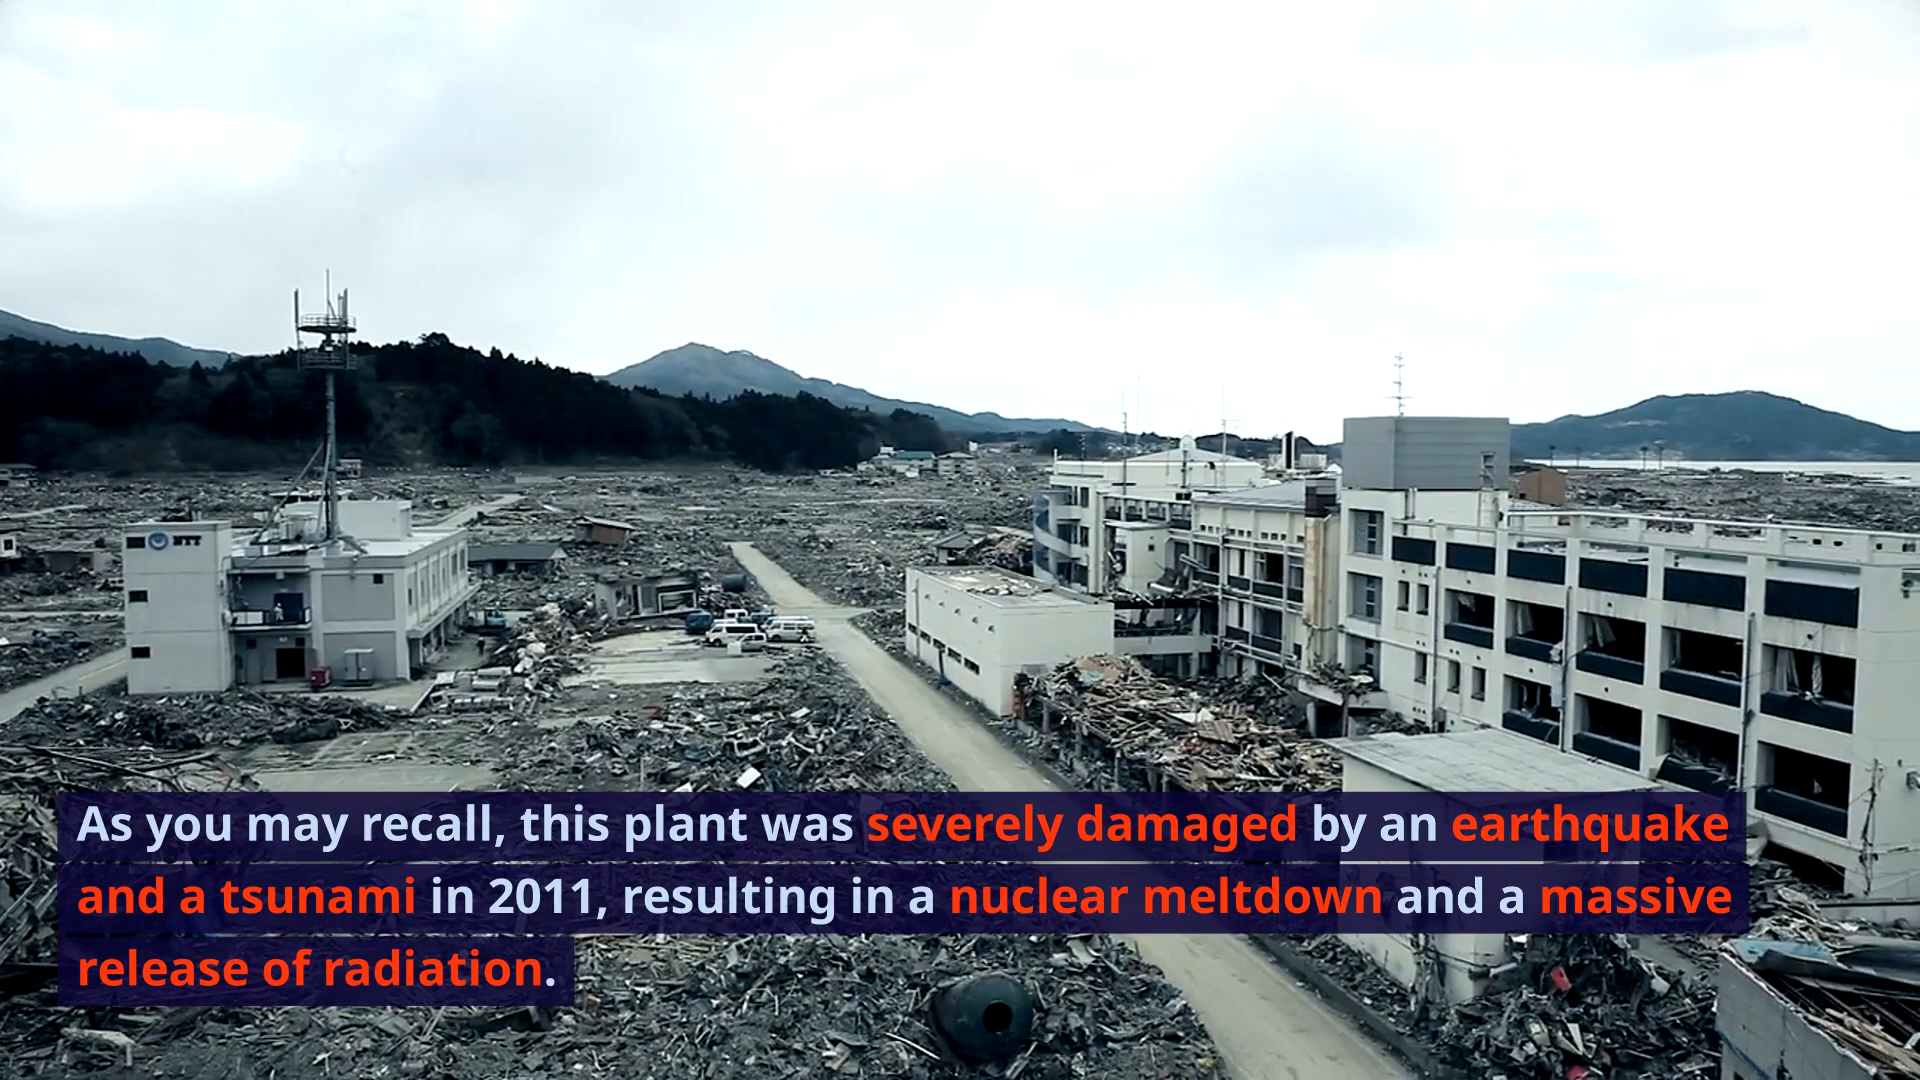 NTT
As you may recall, this plant was severely damaged by an earthquake
and a tsunami in 2011, resulting in a nuclear meltdown and a massive
release of radiation.